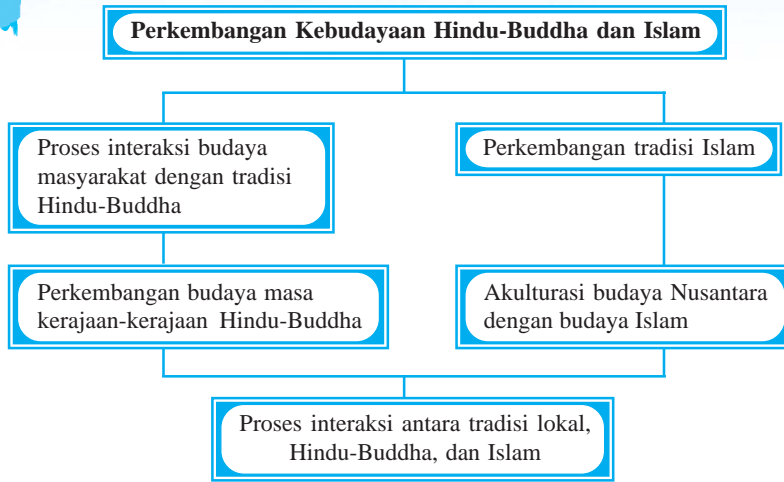 Perkembangan Kebudayaan Hindu-Buddha dan Islam
Proses interaksi budaya
masyarakat dengan tradisi
Hindu-Buddha
Perkembangan tradisi Islam
Perkembangan budaya masa
kerajaan-kerajaan Hindu-Buddha
Akulturasi budaya Nusantara
dengan budaya Islam
Proses interaksi antara tradisi lokal,
Hindu-Buddha, dan Islam